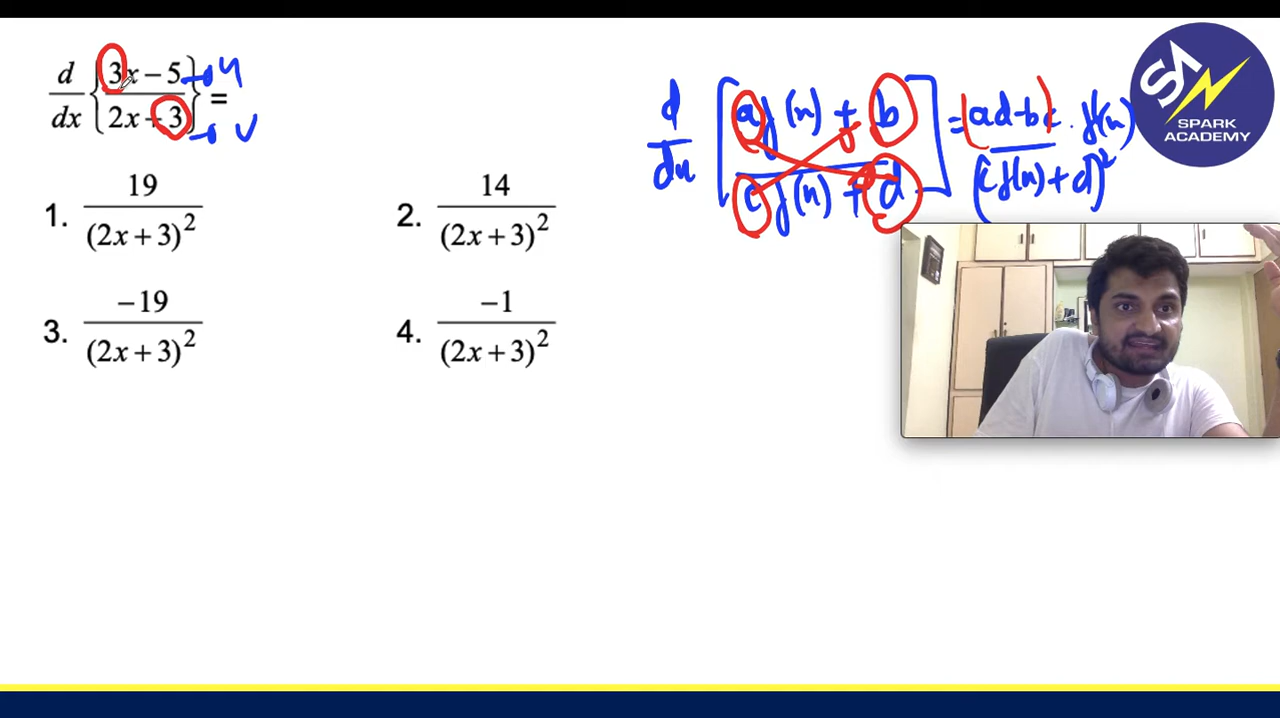 d/dx {(3x − 5)/(2x + 3)} =
→ u
→ v
1. 19/(2x + 3)²
2. 14/(2x + 3)²
3. −19/(2x + 3)²
4. −1/(2x + 3)²
d/dx [(a f(x) + b)/(c f(x) + d)] = (ad − bc) . f'(x)/(c f(x) + d)²
SN
SPARK
ACADEMY